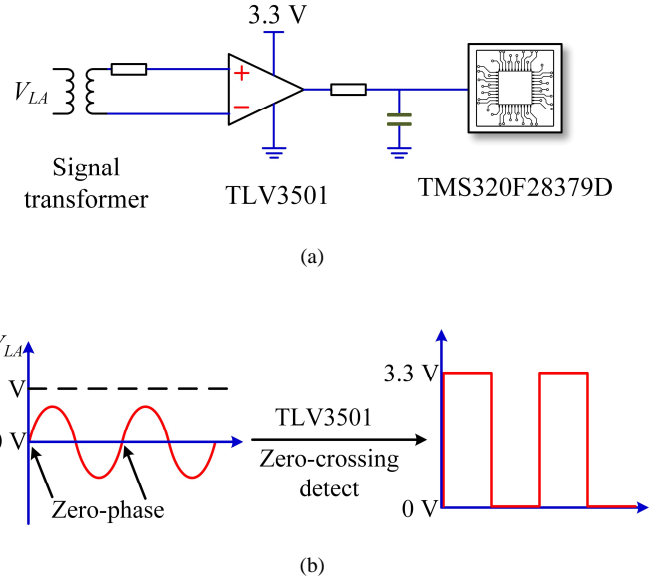 3.3 V
V_LA
+
−
Signal
transformer
TLV3501
TMS320F28379D
(a)
V_LA
V
0 V
Zero-phase
TLV3501
Zero-crossing
detect
3.3 V
0 V
(b)